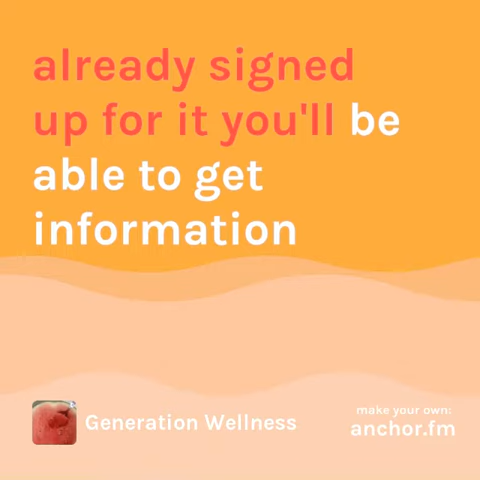 already signed
up for it you'll be
able to get
information
Generation Wellness
make your own:
anchor.fm